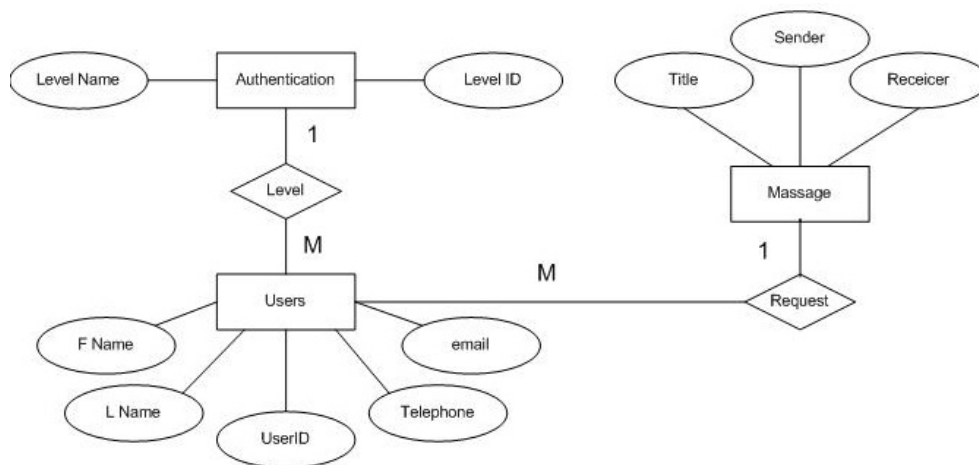 Sender
Level Name
Authentication
Level ID
Title
Receicer
1
Level
Massage
M
1
M
Users
Request
F Name
email
L Name
Telephone
UserID